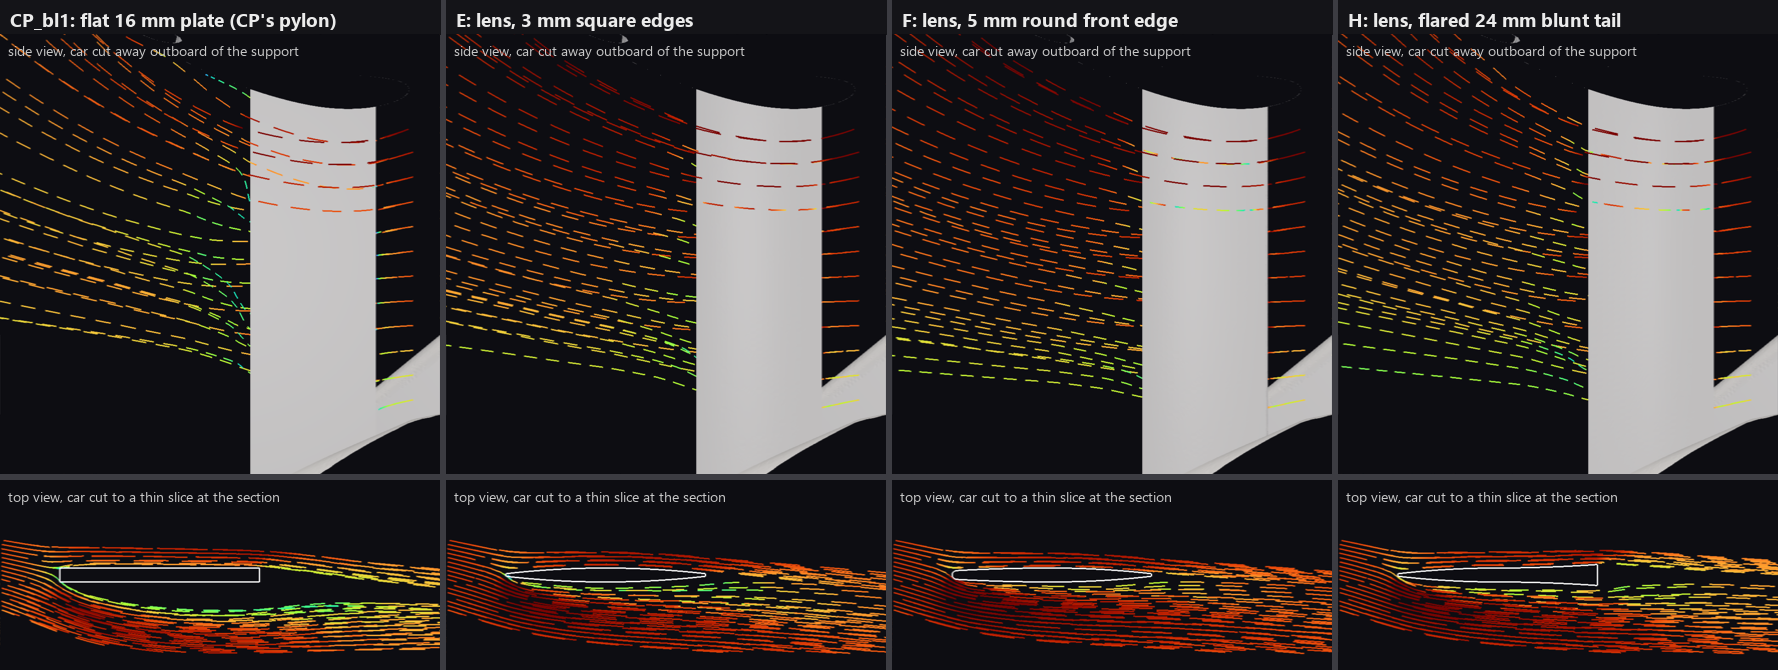 CP_bl1: flat 16 mm plate (CP's pylon)
side view, car cut away outboard of the support
E: lens, 3 mm square edges
side view, car cut away outboard of the support
F: lens, 5 mm round front edge
side view, car cut away outboard of the support
H: lens, flared 24 mm blunt tail
side view, car cut away outboard of the support
top view, car cut to a thin slice at the section
top view, car cut to a thin slice at the section
top view, car cut to a thin slice at the section
top view, car cut to a thin slice at the section